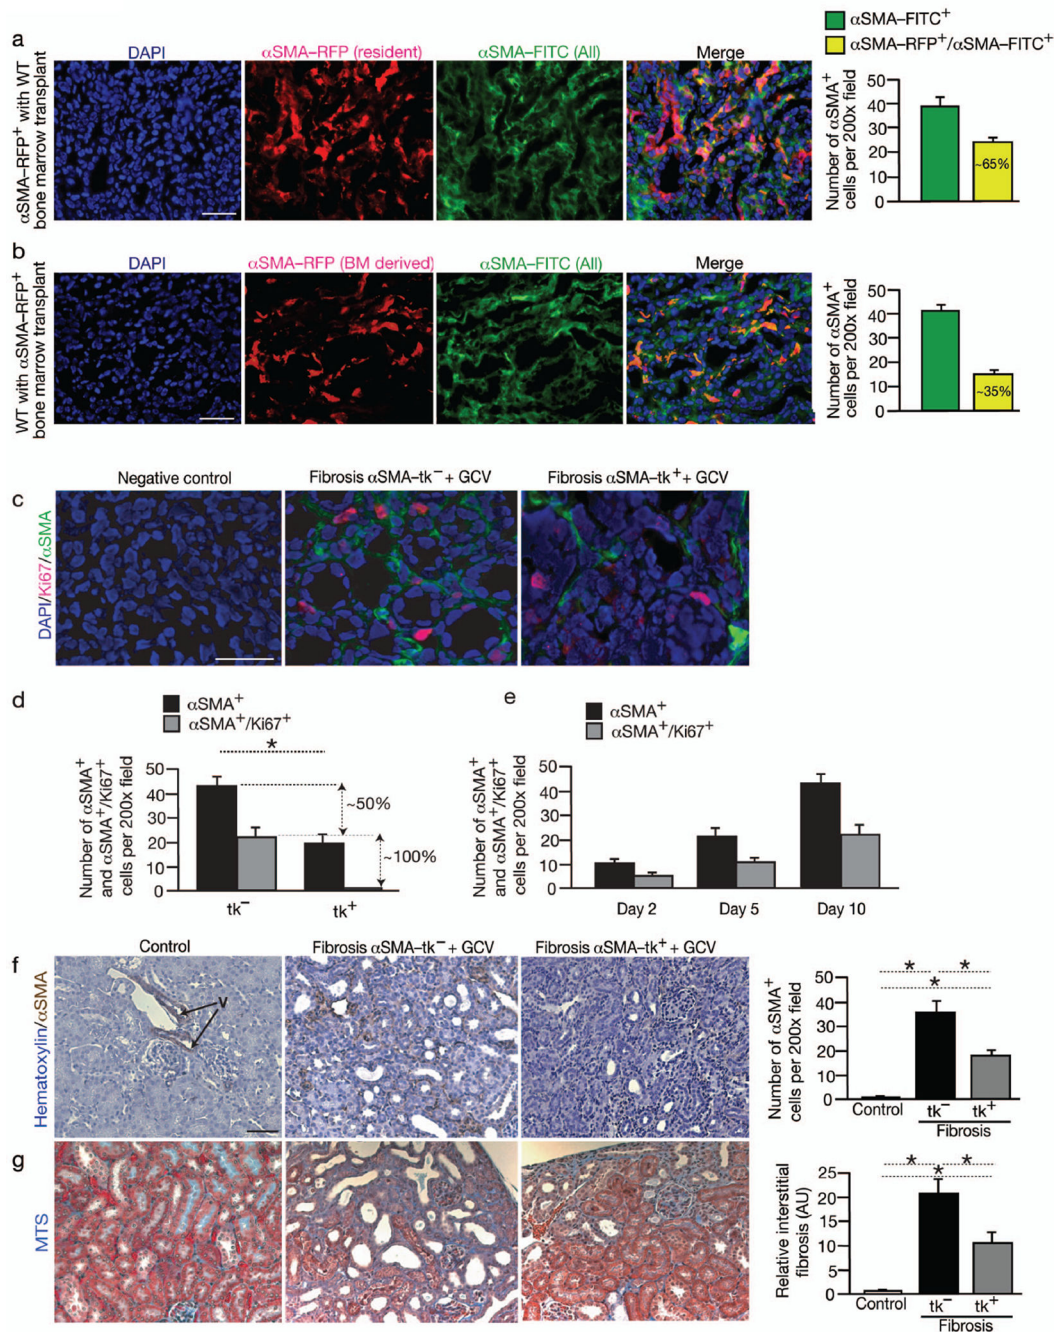 αSMA–FITC⁺
αSMA-RFP⁺/αSMA–FITC⁺
a
αSMA–RFP⁺ with WT
bone marrow transplant
DAPI
αSMA–RFP (resident)
αSMA–FITC (All)
Merge
Number of αSMA⁺
cells per 200x field
50
40
30
20
10
0
~65%
b
WT with αSMA–RFP⁺
bone marrow transplant
DAPI
αSMA–RFP (BM derived)
αSMA–FITC (All)
Merge
Number of αSMA⁺
cells per 200x field
50
40
30
20
10
0
~35%
c
DAPI/Ki67/αSMA
Negative control
Fibrosis αSMA–tk⁻ + GCV
Fibrosis αSMA–tk⁺ + GCV
d
αSMA⁺
αSMA⁺/Ki67⁺
*
Number of αSMA⁺
and αSMA⁺/Ki67⁺
cells per 200x field
50
40
30
20
10
0
~50%
~100%
tk⁻
tk⁺
e
αSMA⁺
αSMA⁺/Ki67⁺
Number of αSMA⁺
and αSMA⁺/Ki67⁺
cells per 200x field
50
40
30
20
10
0
Day 2
Day 5
Day 10
f
Hematoxylin/αSMA
Control
Fibrosis αSMA–tk⁻ + GCV
Fibrosis αSMA–tk⁺ + GCV
V
Number of αSMA⁺
cells per 200x field
50
40
30
20
10
0
* *
*
Control
tk⁻ tk⁺
Fibrosis
g
MTS
Relative interstitial
fibrosis (AU)
25
20
15
10
5
0
* * *
Control
tk⁻ tk⁺
Fibrosis